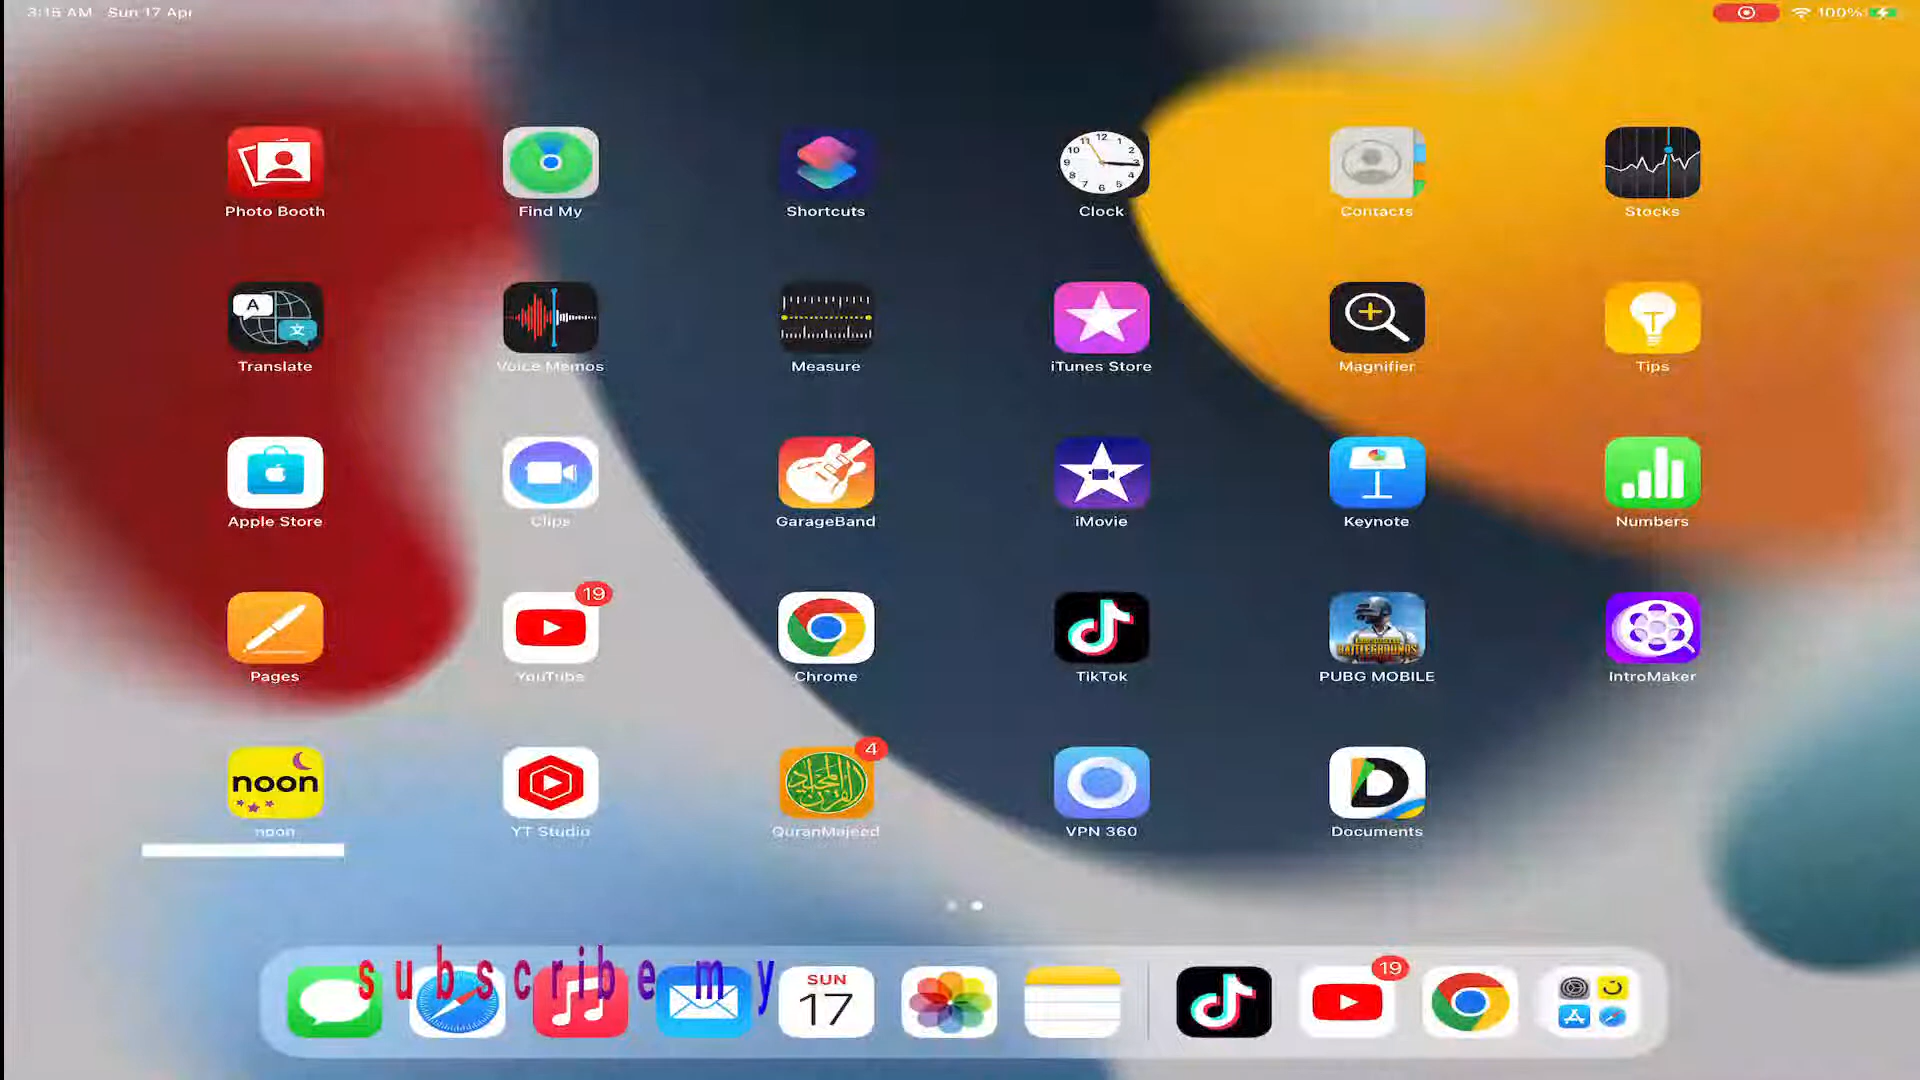 3:15 AM Sun 17 Apr
100%
Photo Booth
Find My
Shortcuts
Clock
Contacts
Stocks
Translate
Voice Memos
Measure
iTunes Store
Magnifier
Tips
Apple Store
Clips
GarageBand
iMovie
Keynote
Numbers
19
Pages
YouTube
Chrome
TikTok
PUBG MOBILE
IntroMaker
noon
4
noon
YT Studio
QuranMajeed
VPN 360
Documents
subscribe my
SUN
17
19